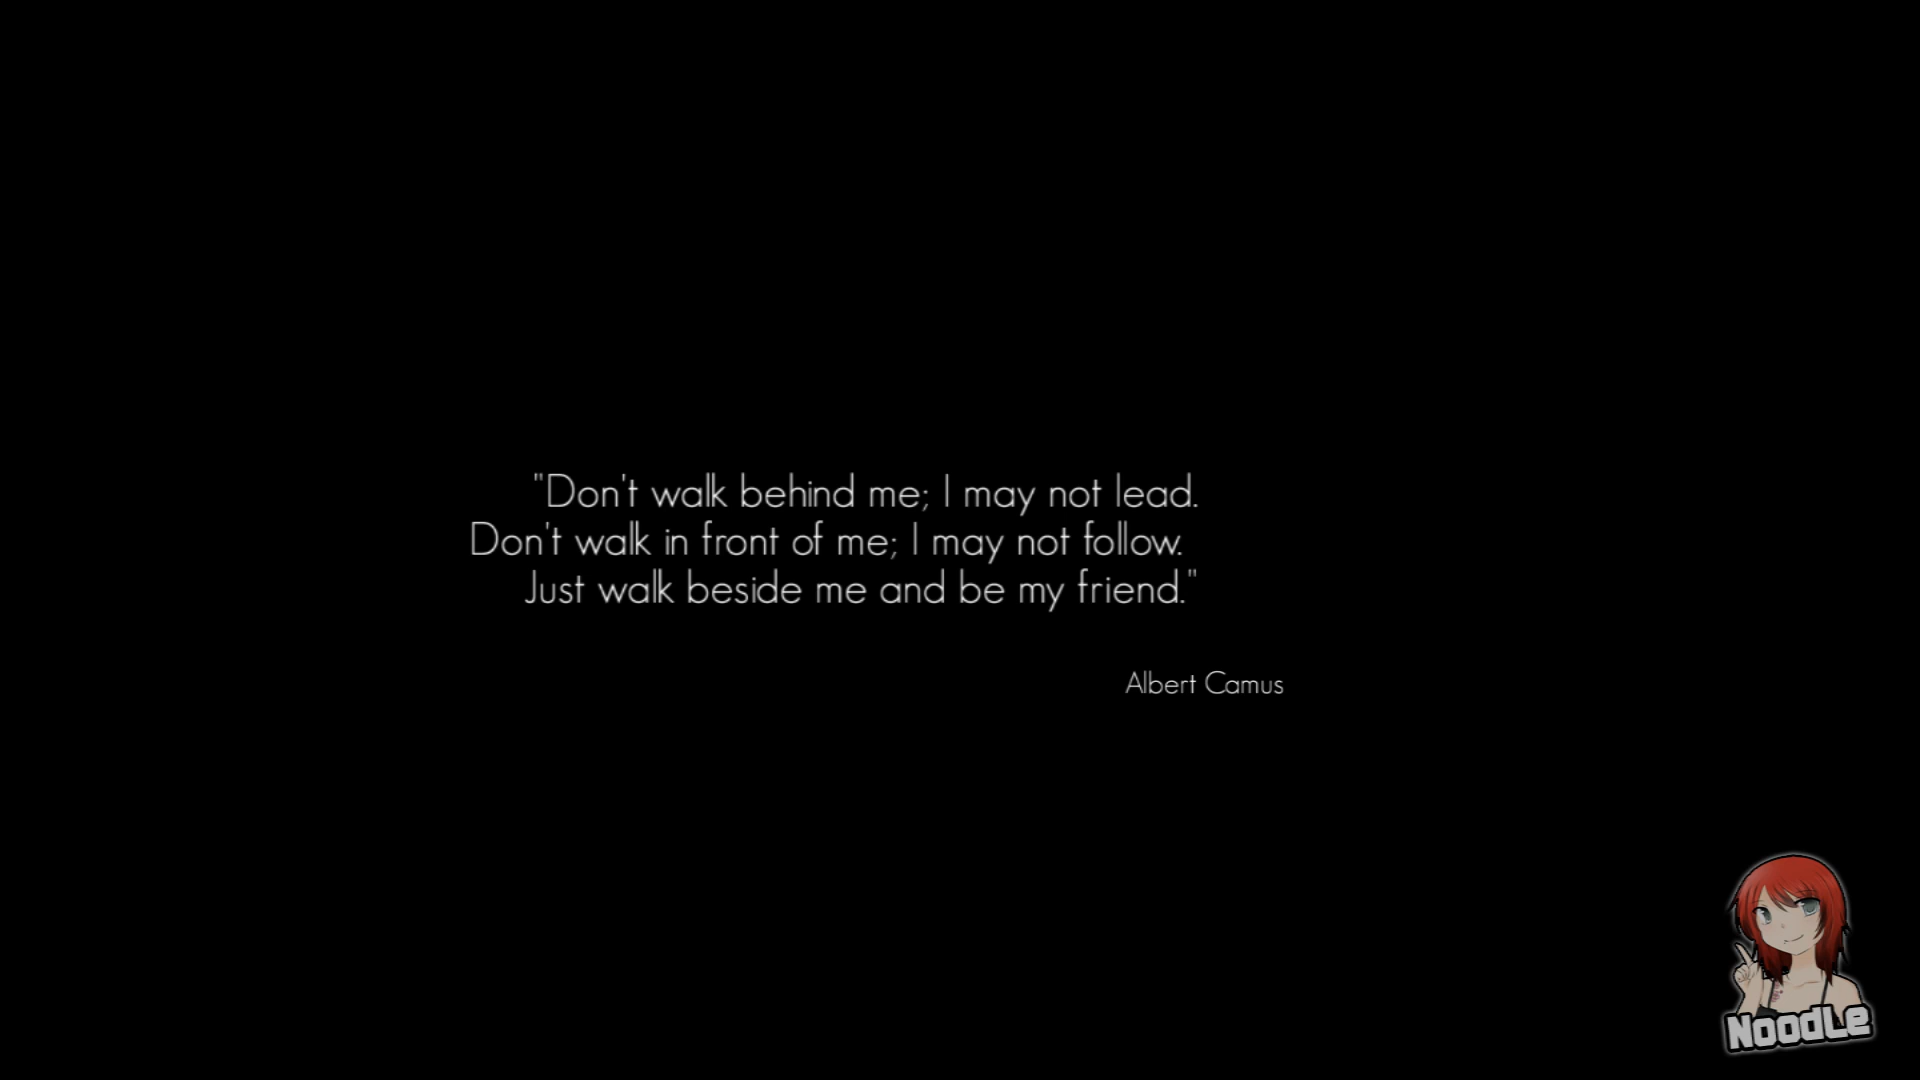 "Don't walk behind me; I may not lead.
Don't walk in front of me; I may not follow.
Just walk beside me and be my friend."
Albert Camus
NoodLe